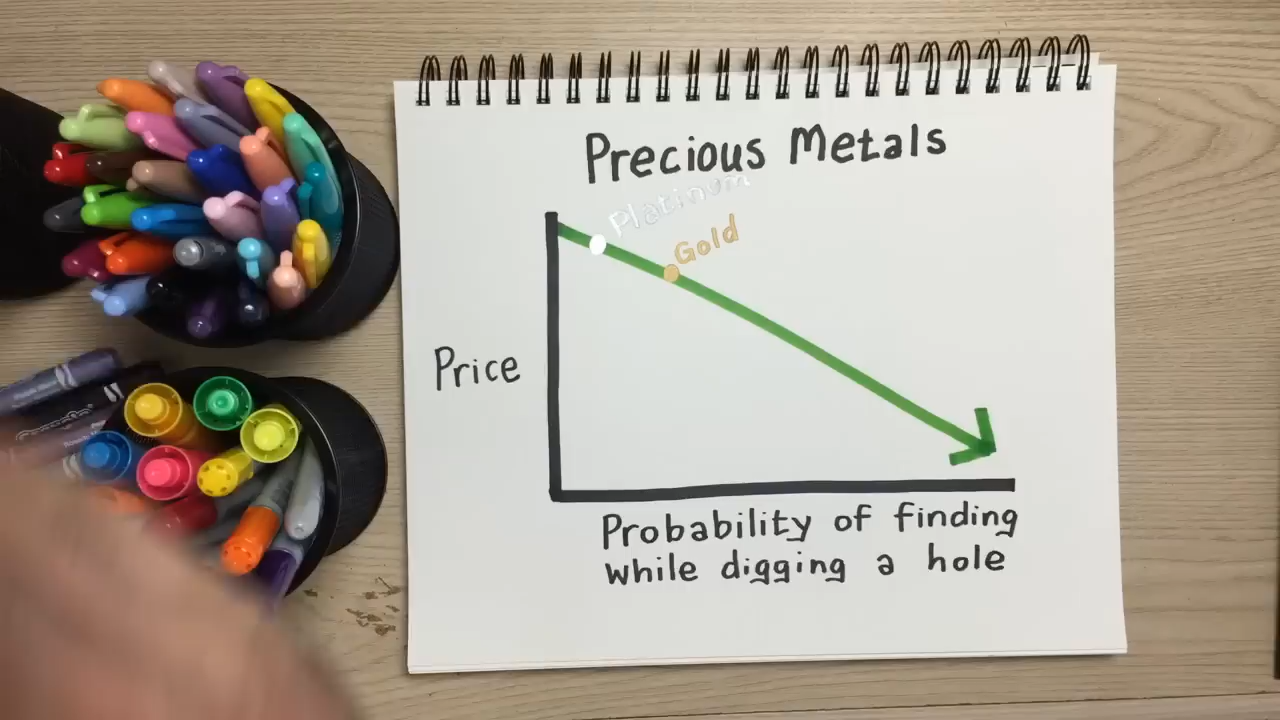 Precious Metals
Platinum
Gold
Price
Probability of finding
while digging a hole